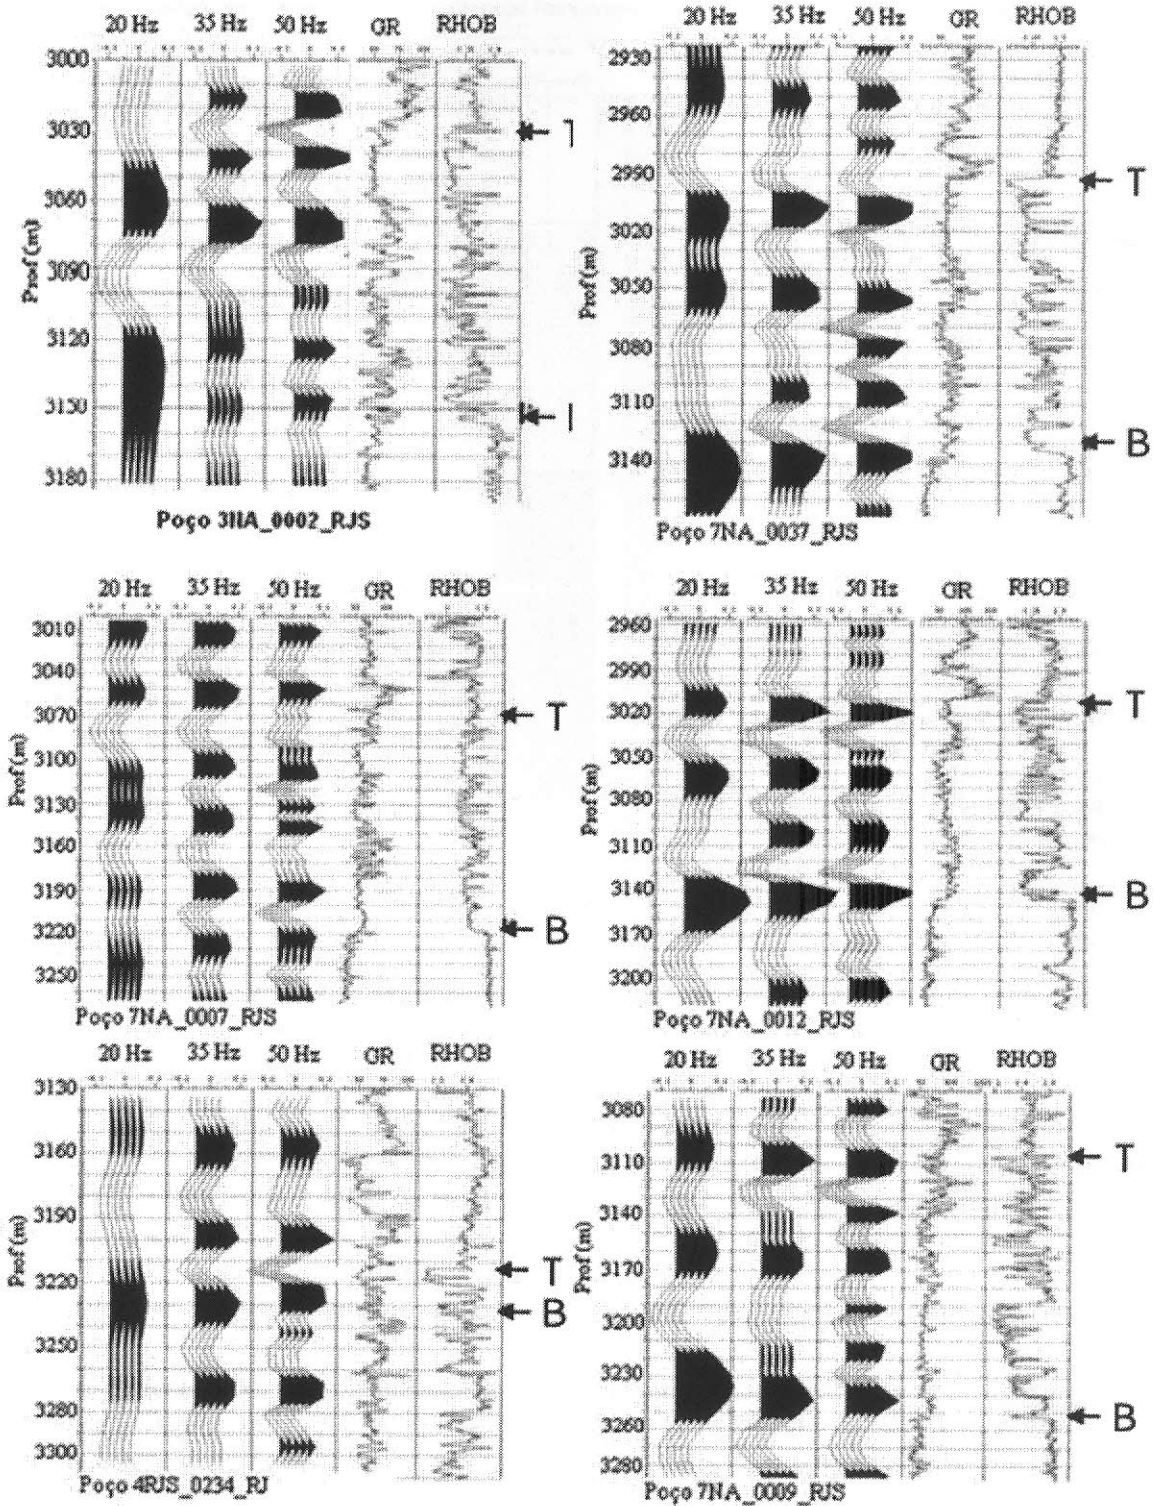 20 Hz 35 Hz 50 Hz GR RHOB
Prof (m)
3000
3030
3060
3090
3120
3150
3180
Poço 3NA_0002_RJS
20 Hz 35 Hz 50 Hz GR RHOB
Prof (m)
2930
2960
2990
3020
3050
3080
3110
3140
T
B
Poço 7NA_0037_RJS
20 Hz 35 Hz 50 Hz GR RHOB
Prof (m)
3010
3040
3070
3100
3130
3160
3190
3220
3250
T
B
Poço 7NA_0007_RJS
20 Hz 35 Hz 50 Hz GR RHOB
Prof (m)
2960
2990
3020
3050
3080
3110
3140
3170
3200
T
B
Poço 7NA_0012_RJS
20 Hz 35 Hz 50 Hz GR RHOB
Prof (m)
3130
3160
3190
3220
3250
3280
3300
T
B
Poço 4RJS_0234_RJ
20 Hz 35 Hz 50 Hz GR RHOB
Prof (m)
3080
3110
3140
3170
3200
3230
3260
3280
T
B
Poço 7NA_0009_RJS